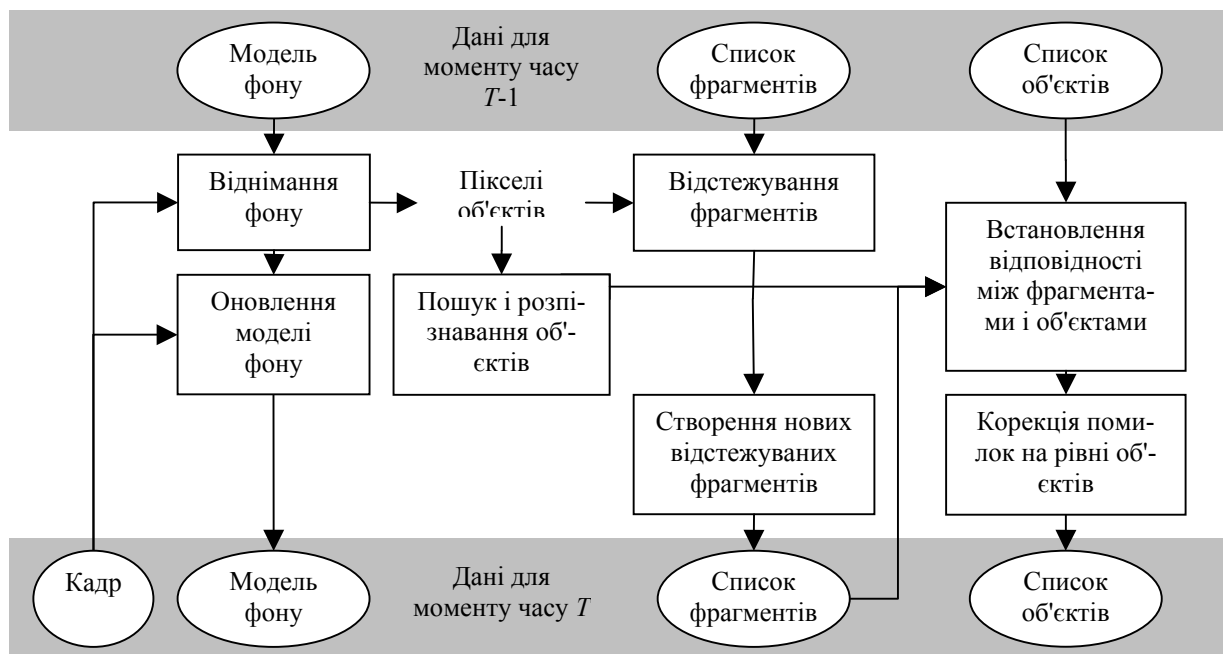 Модель
фону
Дані для
моменту часу
T-1
Список
фрагментів
Список
об'єктів
Віднімання
фону
Пікселі
об'єктів
Відстежування
фрагментів
Встановлення
відповідності
між фрагмента-
ми і об'єктами
Оновлення
моделі
фону
Пошук і розпі-
знавання об'-
єктів
Створення нових
відстежуваних
фрагментів
Корекція поми-
лок на рівні об'-
єктів
Кадр
Модель
фону
Дані для
моменту часу T
Список
фрагментів
Список
об'єктів